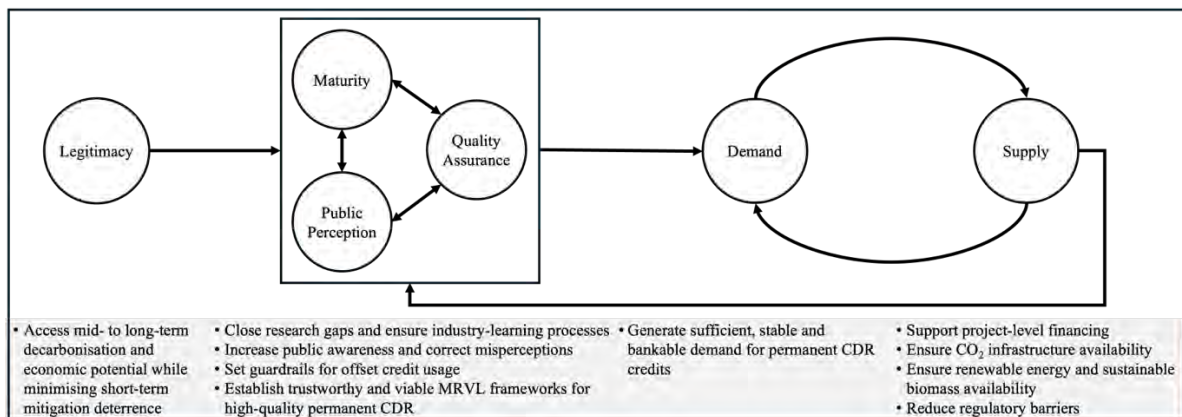 Legitimacy
Maturity
Quality
Assurance
Public
Perception
Demand
Supply
• Access mid- to long-term
decarbonisation and
economic potential while
minimising short-term
mitigation deterrence
• Close research gaps and ensure industry-learning processes
• Increase public awareness and correct misperceptions
• Set guardrails for offset credit usage
• Establish trustworthy and viable MRVL frameworks for
high-quality permanent CDR
• Generate sufficient, stable and
bankable demand for permanent CDR
credits
• Support project-level financing
• Ensure CO₂ infrastructure availability
• Ensure renewable energy and sustainable
biomass availability
• Reduce regulatory barriers